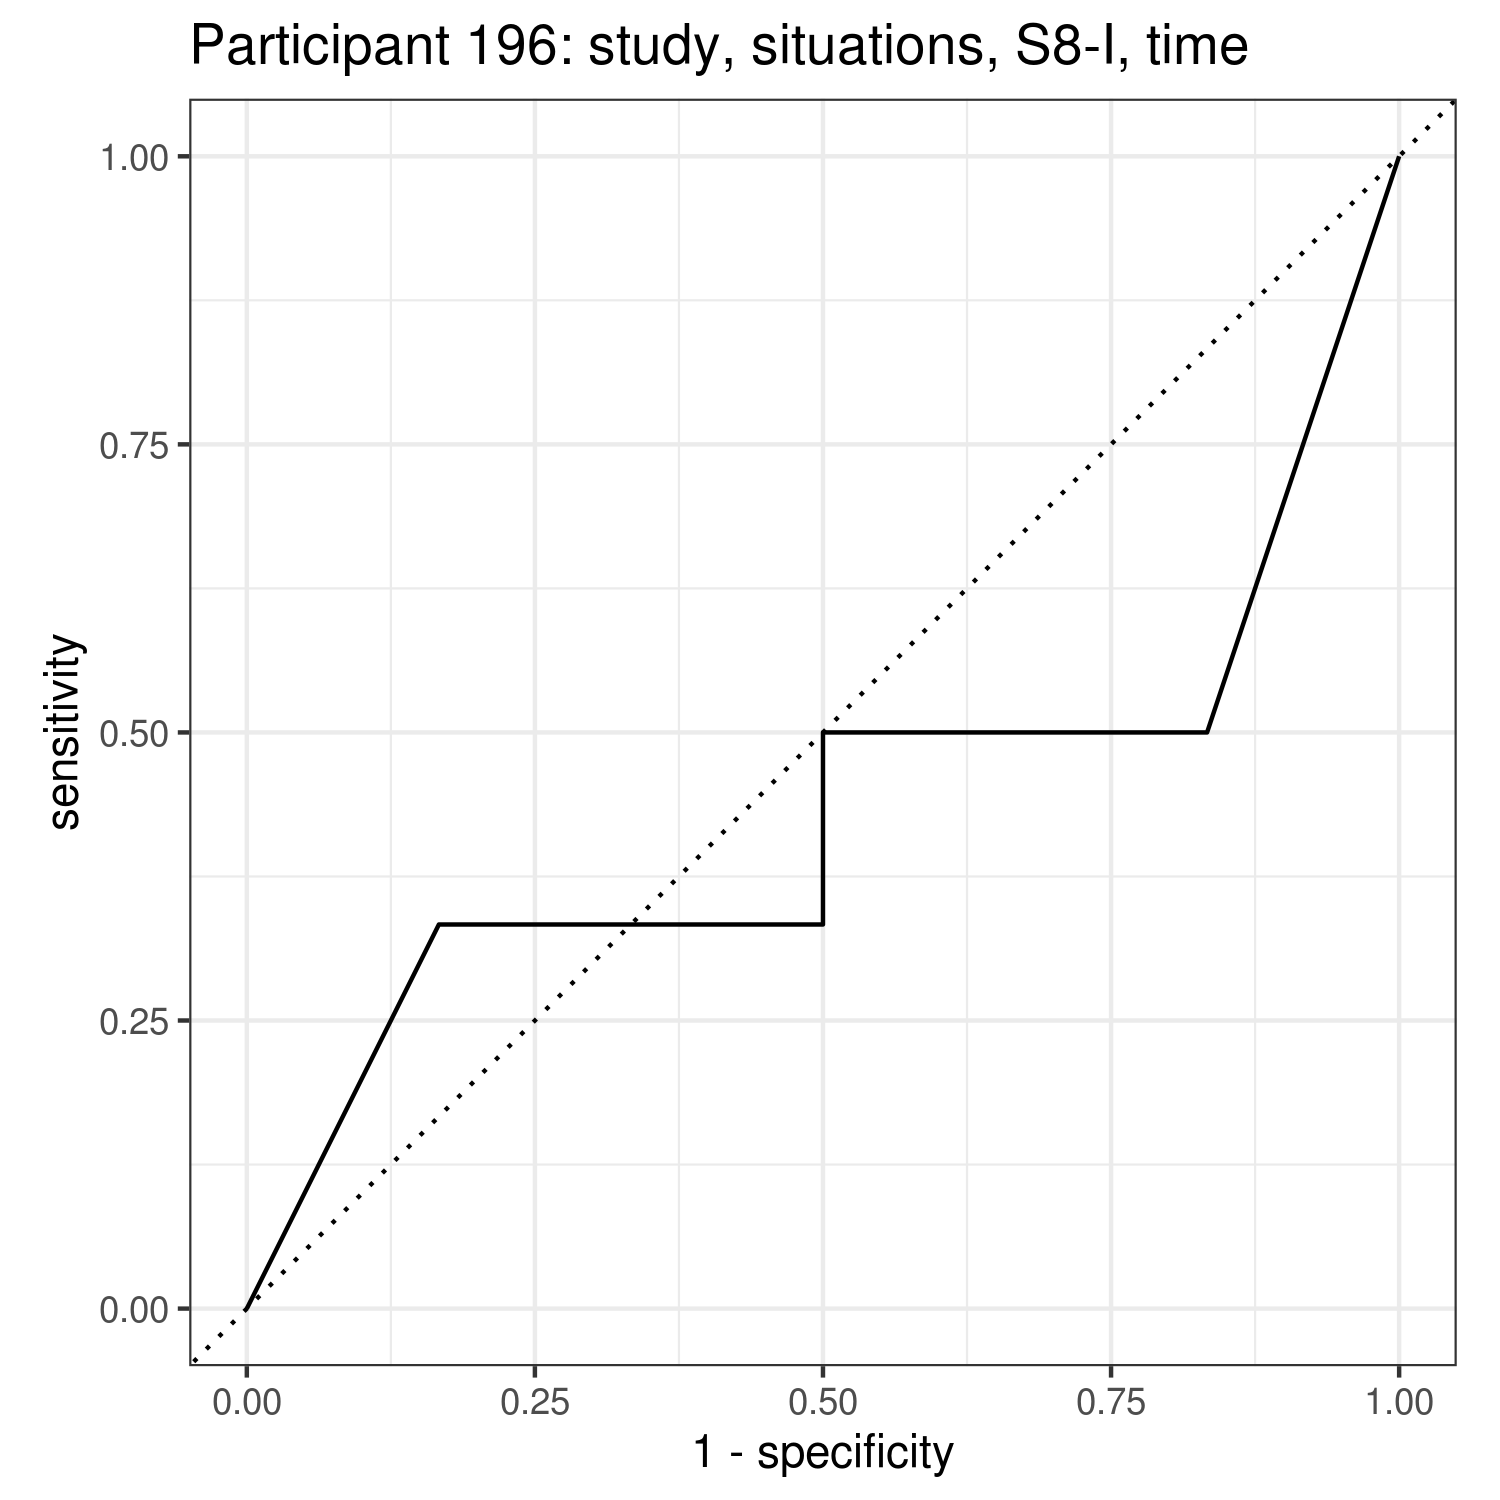 Participant 196: study, situations, S8-I, time
1.00
0.75
0.50
0.25
0.00
sensitivity
0.00 0.25 0.50 0.75 1.00
1 - specificity